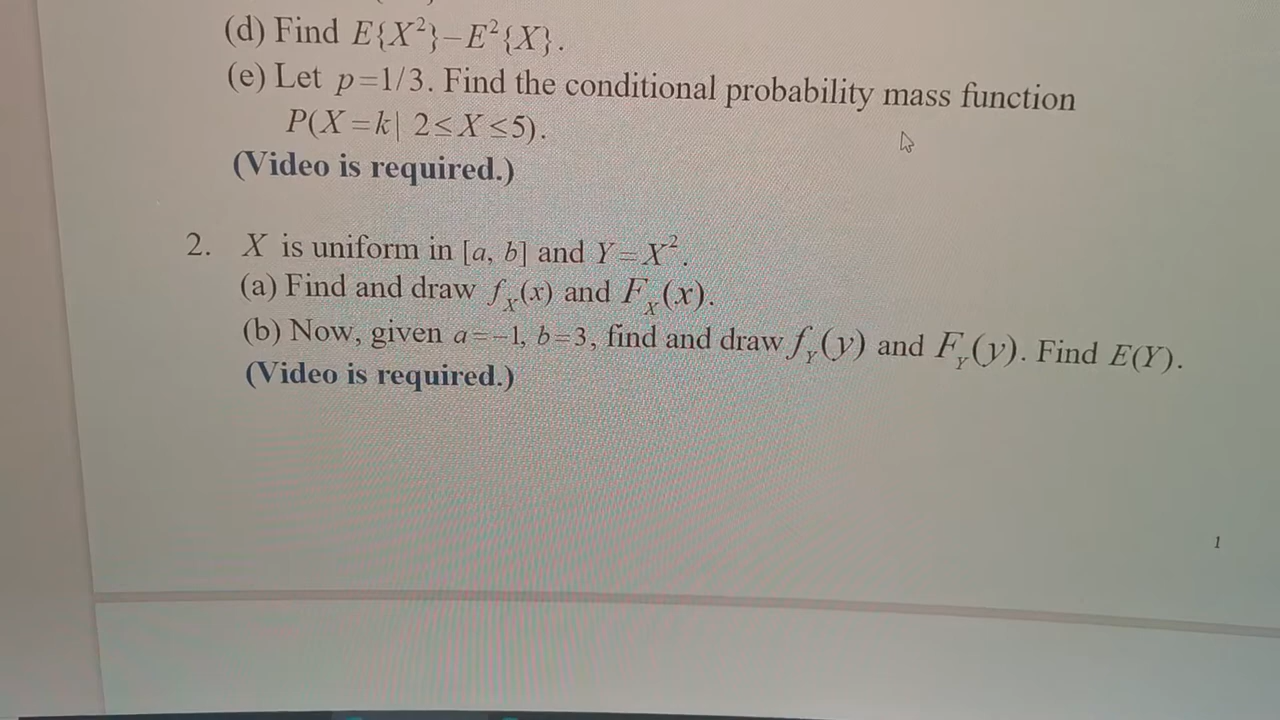 (d) Find E{X²}−E²{X}.
(e) Let p=1/3. Find the conditional probability mass function
P(X=k| 2≤X≤5).
(Video is required.)
2. X is uniform in [a, b] and Y=X².
(a) Find and draw f_X(x) and F_X(x).
(b) Now, given a=−1, b=3, find and draw f_Y(y) and F_Y(y). Find E(Y).
(Video is required.)
1